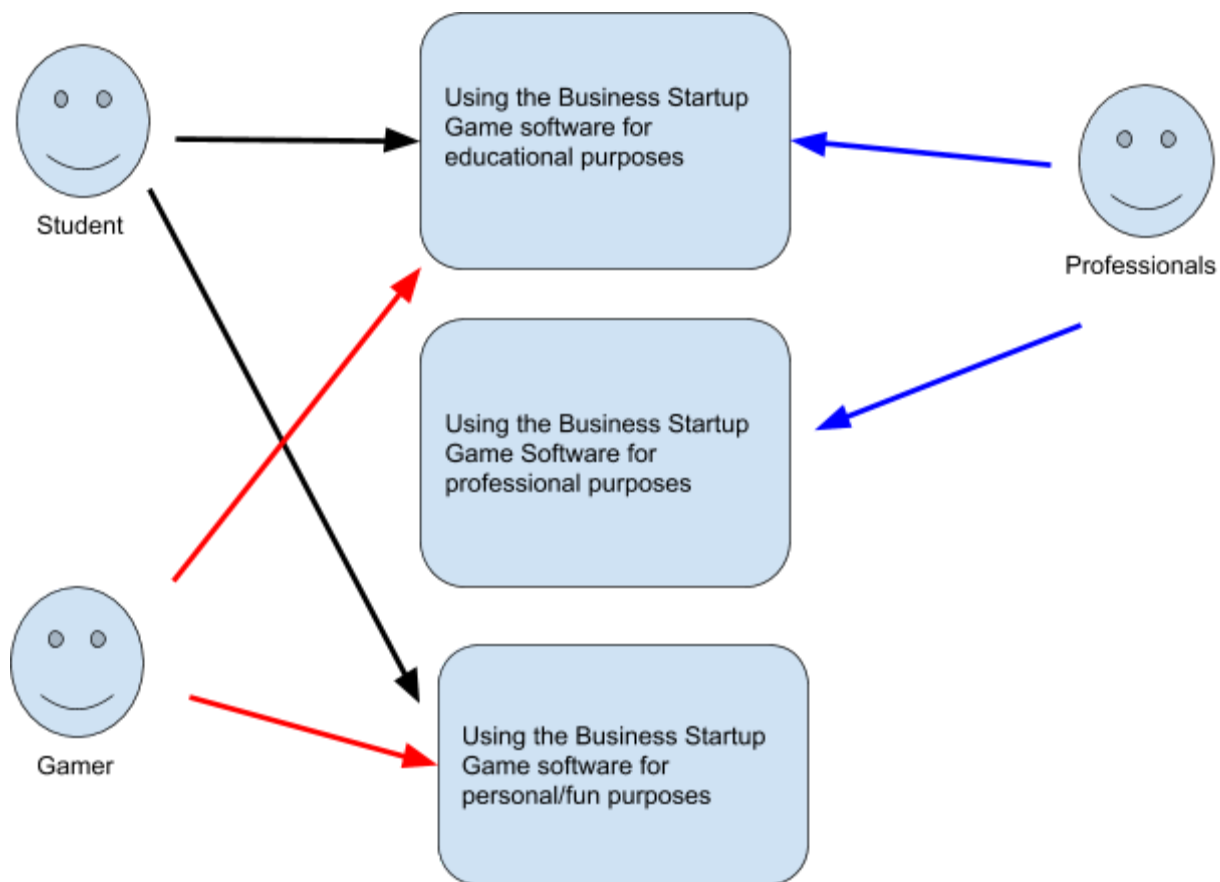 Using the Business Startup
Game software for
educational purposes
Student
Professionals
Using the Business Startup
Game Software for
professional purposes
Using the Business Startup
Game software for
personal/fun purposes
Gamer